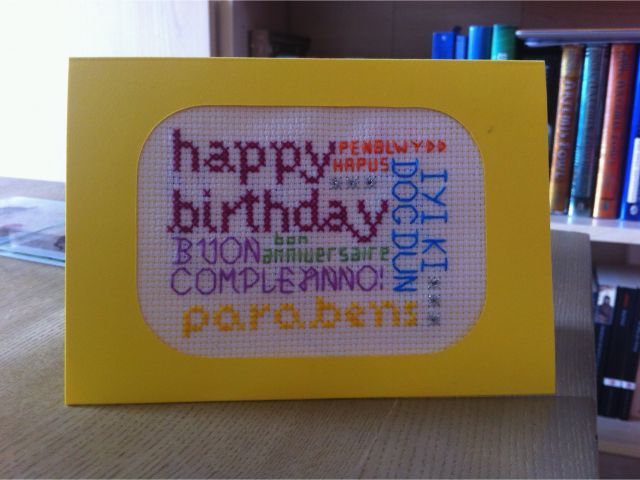 happy
birthday
PENBLWYDD
HAPUS
IYI KI
DOGDUN
BUON
COMPLEANNO!
bon
anniversaire
parabens